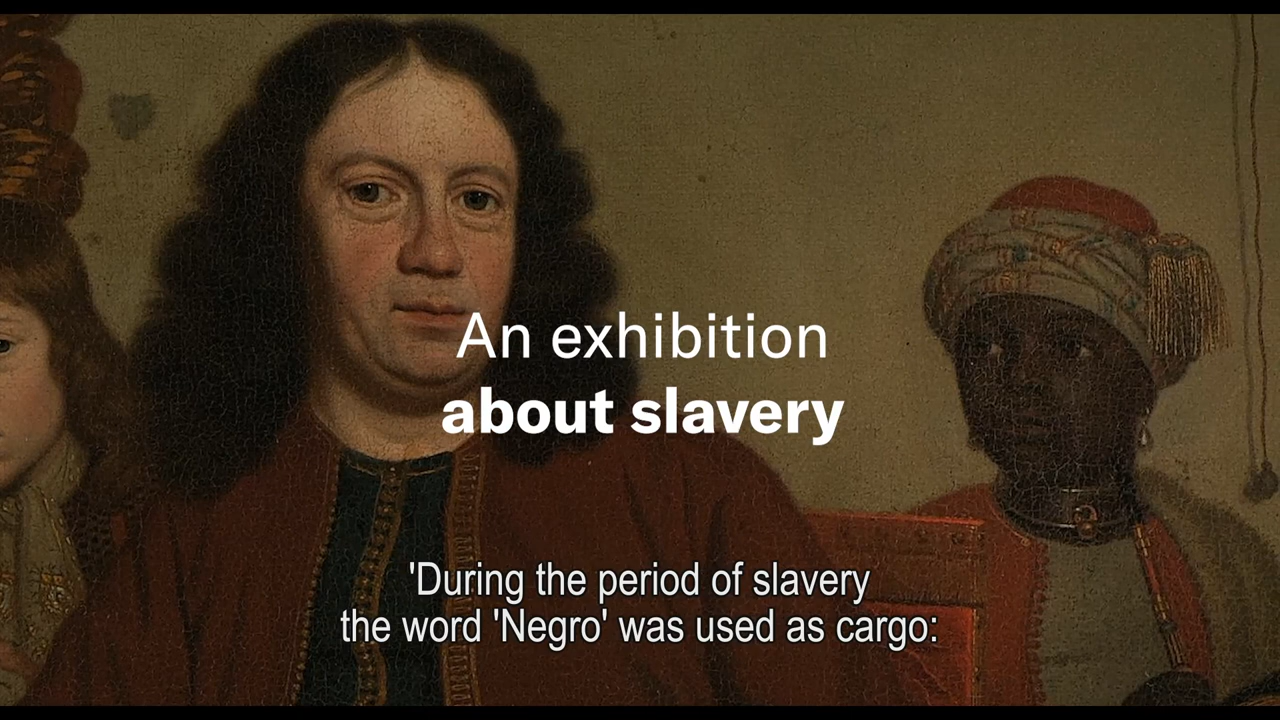 An exhibition
about slavery
'During the period of slavery
the word 'Negro' was used as cargo: